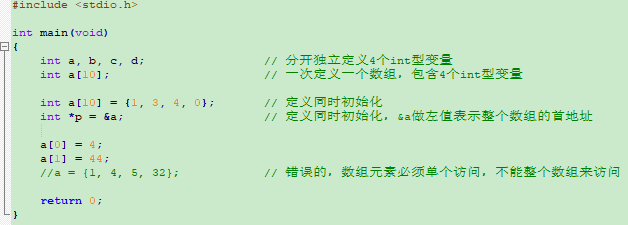 #include <stdio.h>
int main(void)
{
int a, b, c, d; // 分开独立定义4个int型变量
int a[10]; // 一次定义一个数组，包含4个int型变量
int a[10] = {1, 3, 4, 0}; // 定义同时初始化
int *p = &a; // 定义同时初始化，&a做左值表示整个数组的首地址
a[0] = 4;
a[1] = 44;
//a = {1, 4, 5, 32}; // 错误的，数组元素必须单个访问，不能整个数组来访问
return 0;
}